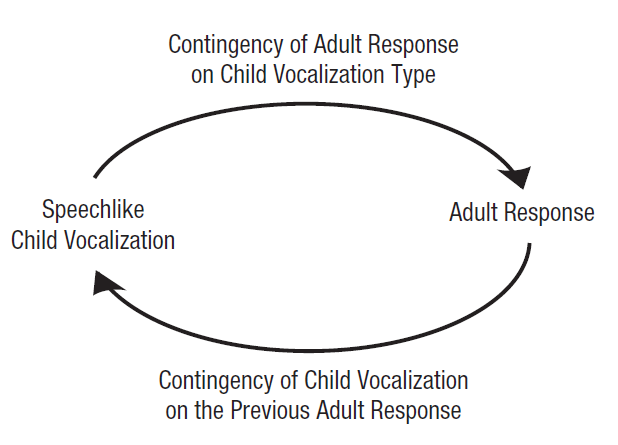 Contingency of Adult Response
on Child Vocalization Type
Speechlike
Child Vocalization
Adult Response
Contingency of Child Vocalization
on the Previous Adult Response